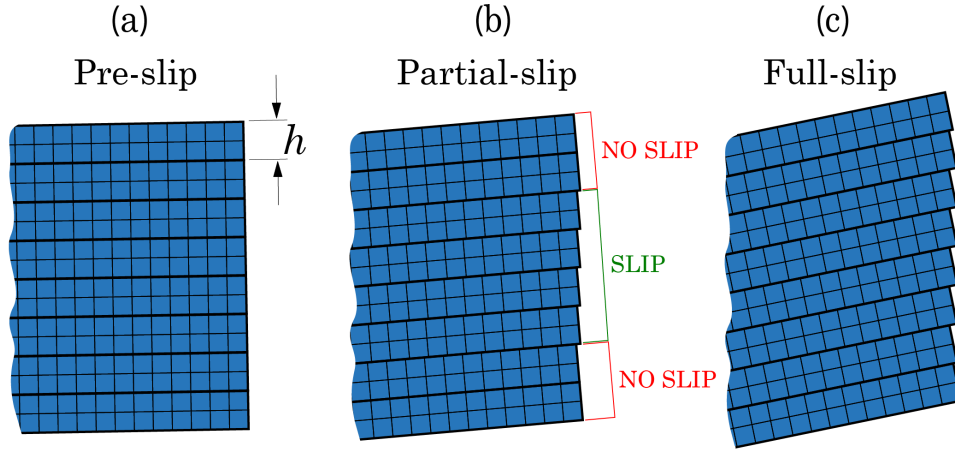 (a)
Pre-slip
h
(b)
Partial-slip
NO SLIP
SLIP
NO SLIP
(c)
Full-slip